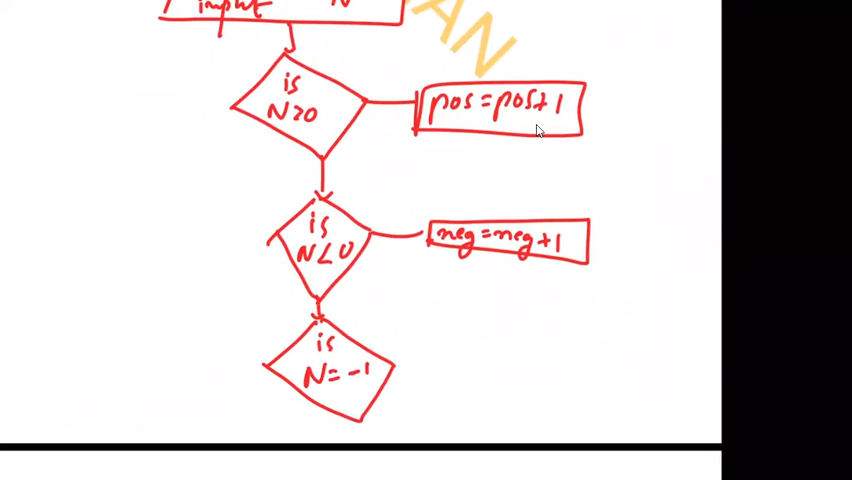 input N
is
N>0
pos=pos+1
is
N<0
neg=neg+1
is
N=-1